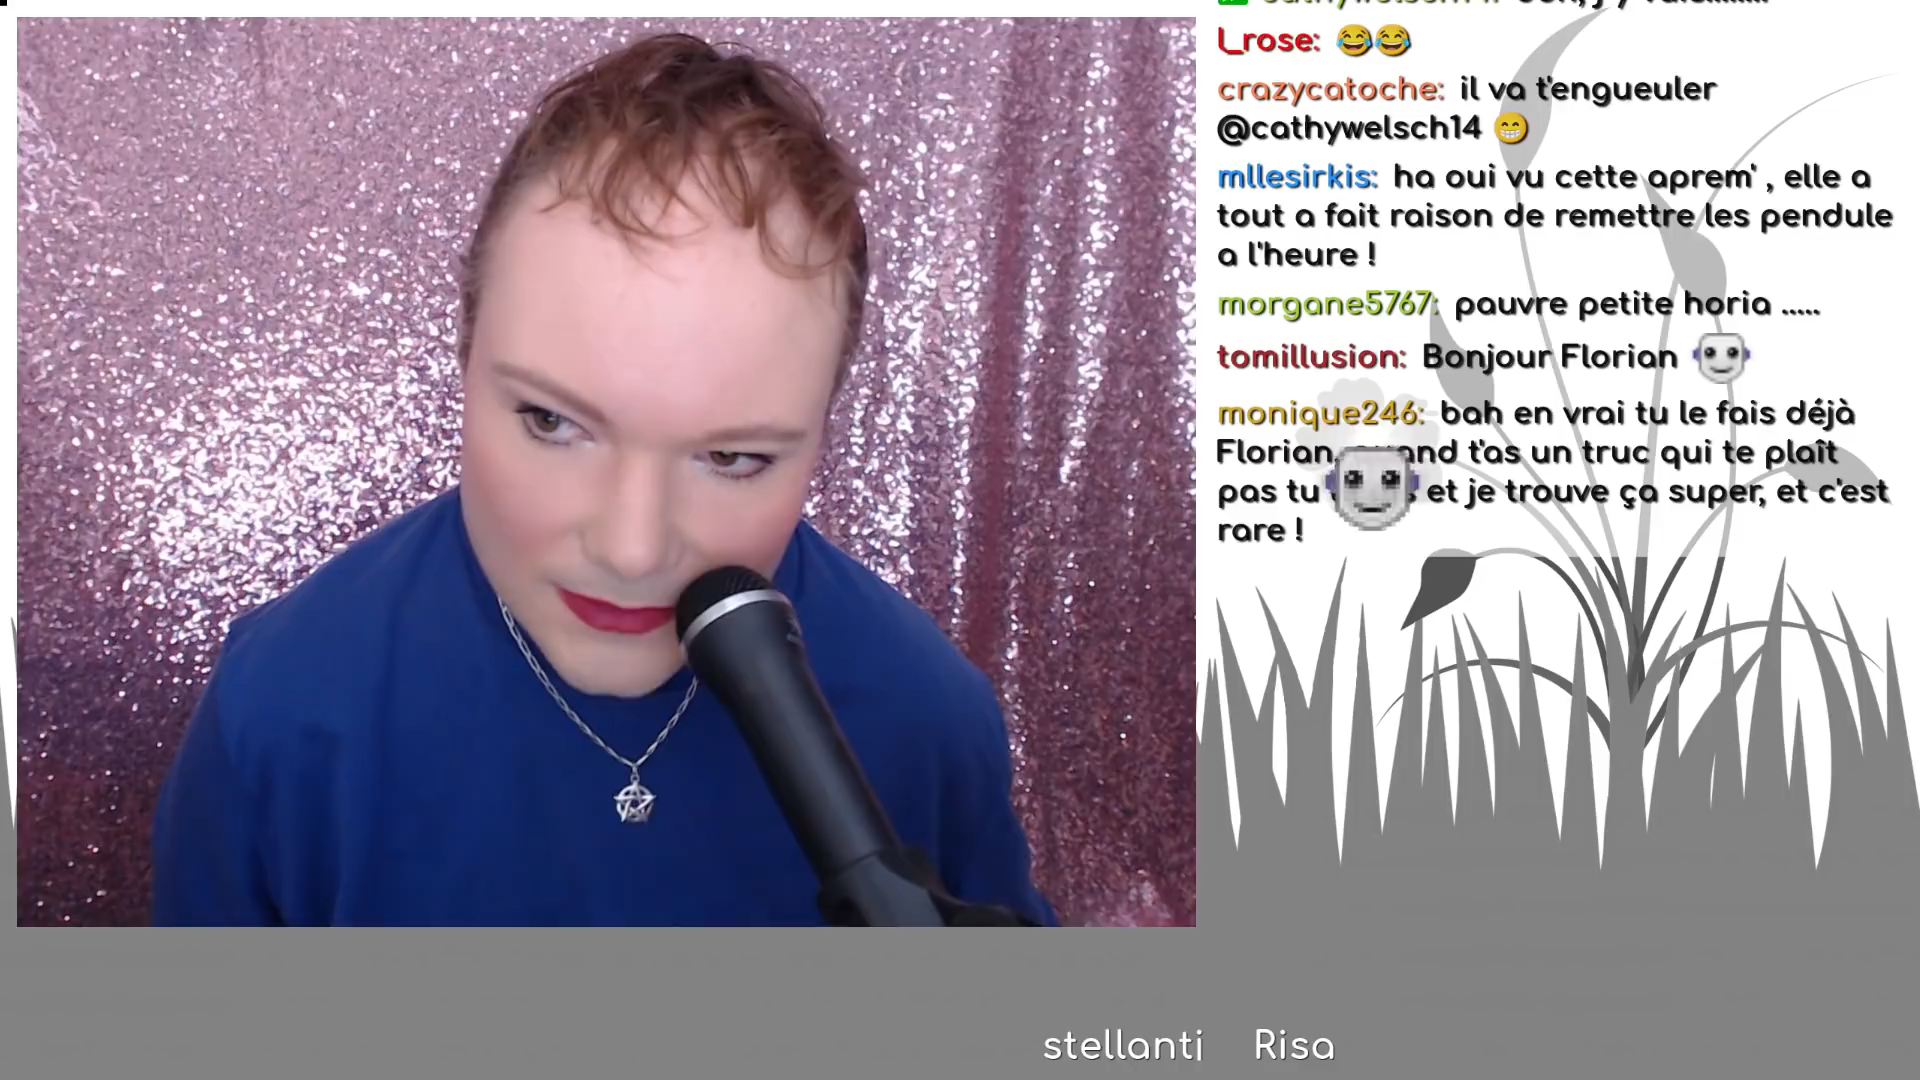 l_rose: 😂😂
crazycatoche: il va t'engueuler
@cathywelsch14 😁
mllesirkis: ha oui vu cette aprem' , elle a
tout a fait raison de remettre les pendule
a l'heure !
morgane5767: pauvre petite horia .....
tomillusion: Bonjour Florian
monique246: bah en vrai tu le fais déjà
Florian, quand t'as un truc qui te plaît
pas tu et je trouve ça super, et c'est
rare !
stellanti Risa